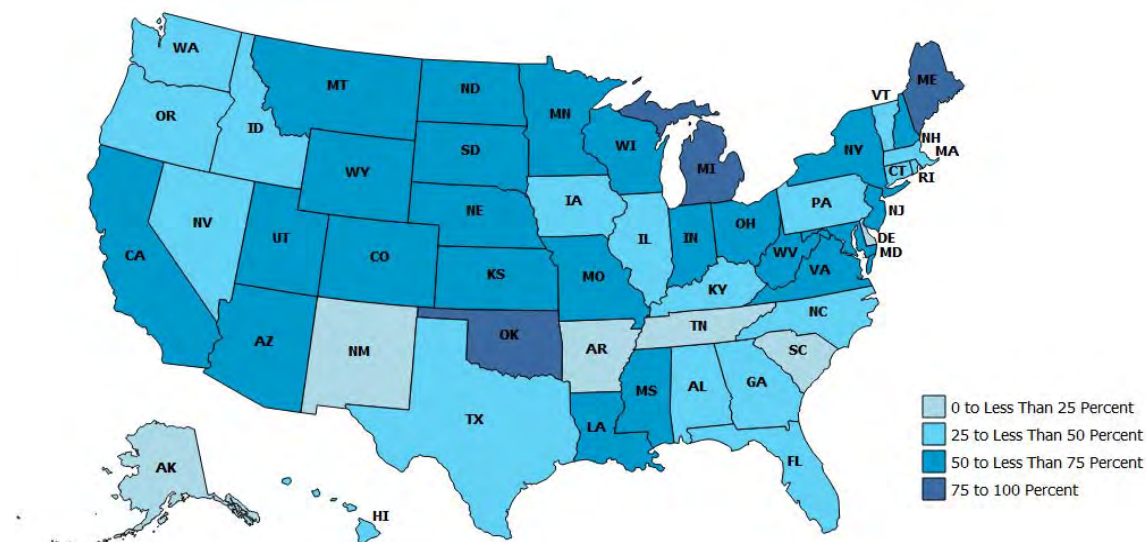 WA
MT
ND
ME
VT
MN
OR
ID
NH
MA
SD
WI
NY
WY
MI
CT
RI
IA
PA
NE
NJ
NV
OH
IL
IN
DE
UT
WV
MD
CA
CO
VA
KS
MO
KY
NC
TN
OK
AZ
NM
AR
SC
MS
AL
GA
0 to Less Than 25 Percent
TX
LA
25 to Less Than 50 Percent
FL
50 to Less Than 75 Percent
AK
75 to 100 Percent
HI